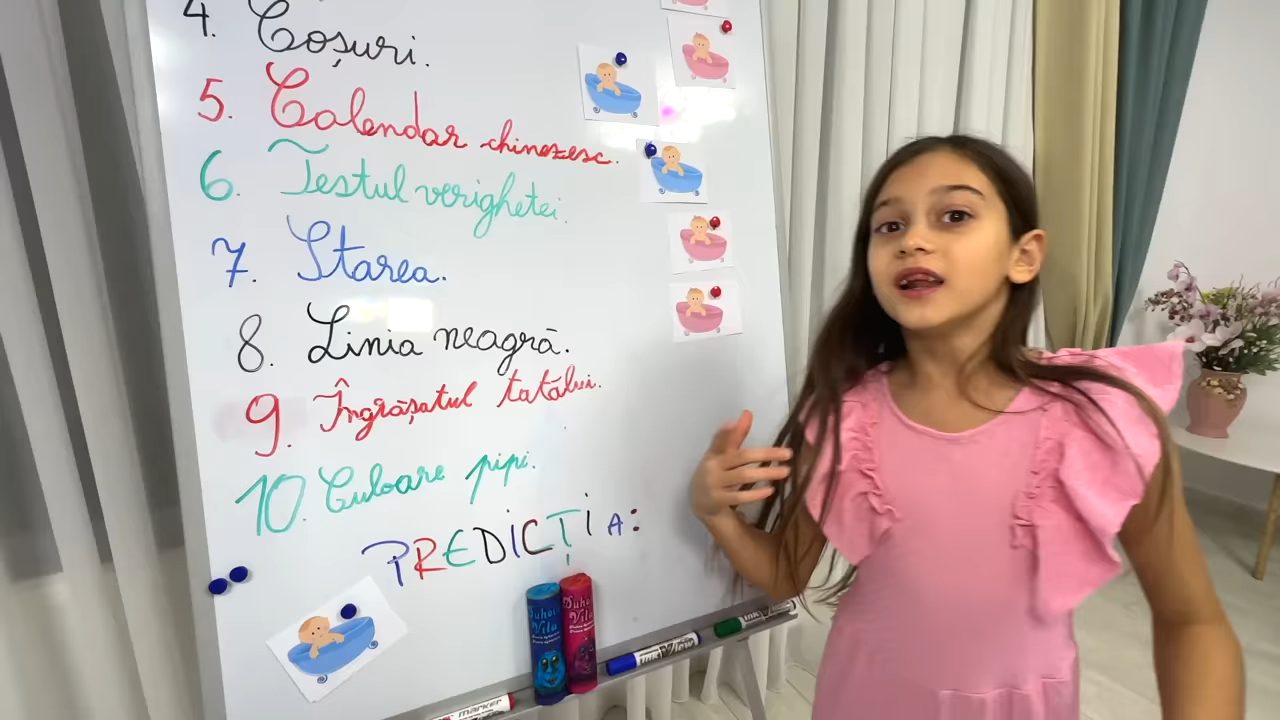 4. Coșuri.
5. Calendar chinezesc.
6. Testul verighetei.
7. Starea.
8. Linia neagră.
9. Îngrășatul tatălui.
10. Culoare pipi.
PREDICȚIA:
marker